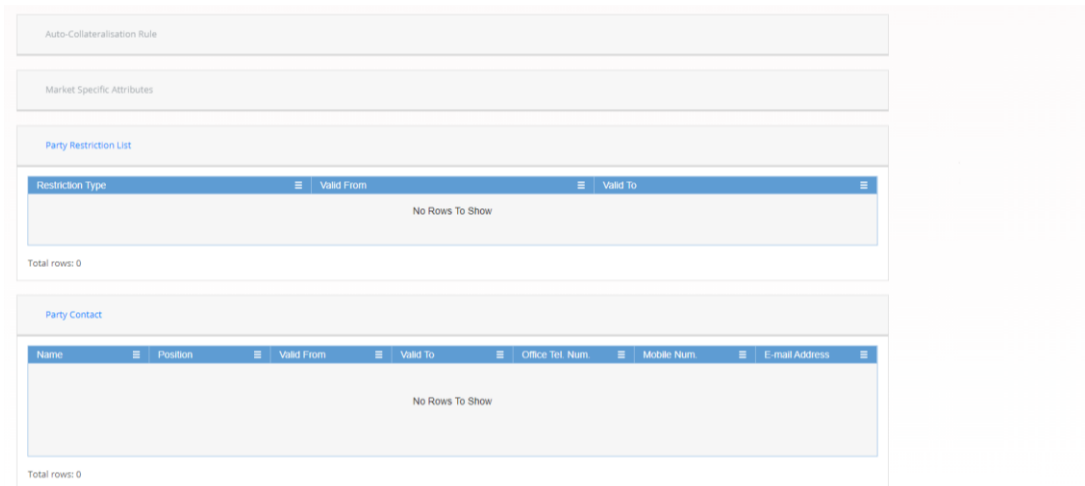 Auto-Collateralisation Rule
Market Specific Attributes
Party Restriction List
Restriction Type Valid From Valid To
No Rows To Show
Total rows: 0
Party Contact
Name Position Valid From Valid To Office Tel. Num. Mobile Num. E-mail Address
No Rows To Show
Total rows: 0